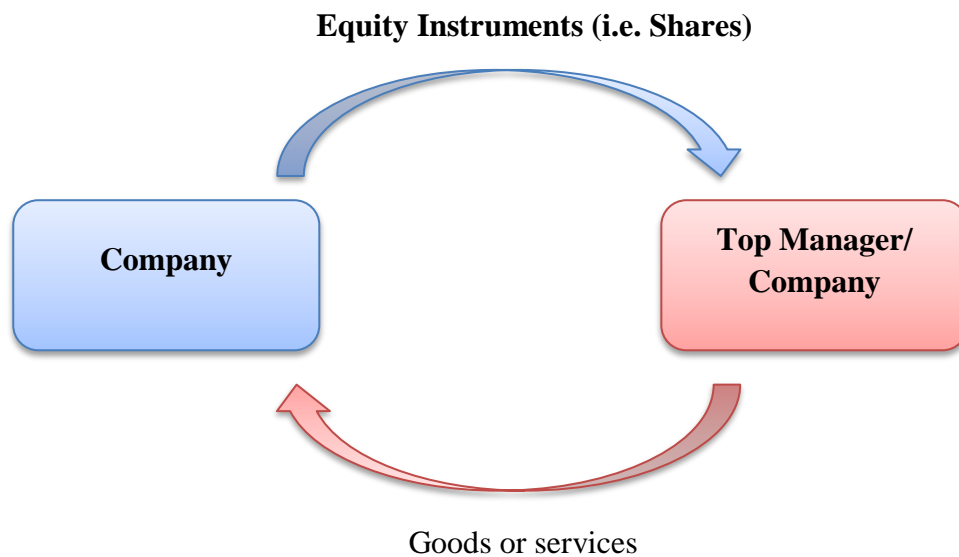 Equity Instruments (i.e. Shares)
Company
Top Manager/
Company
Goods or services